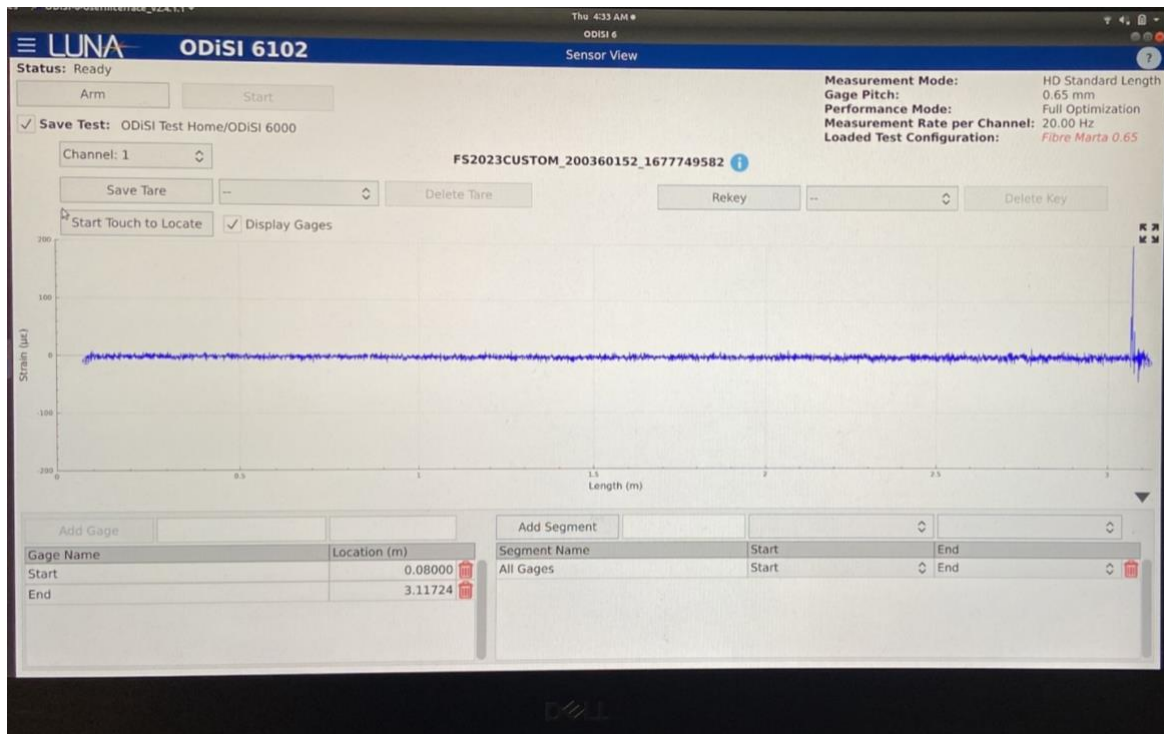 Thu 4:33 AM
ODiSI 6
LUNA ODiSI 6102
Sensor View
?
Status: Ready
Arm Start
Save Test: ODiSI Test Home/ODiSI 6000
Measurement Mode: HD Standard Length
Gage Pitch: 0.65 mm
Performance Mode: Full Optimization
Measurement Rate per Channel: 20.00 Hz
Loaded Test Configuration: Fibre Marta 0.65
Channel: 1
FS2023CUSTOM_200360152_1677749582 i
Save Tare -- Delete Tare Rekey -- Delete Key
Start Touch to Locate Display Gages
200
100
0
-100
-200
Strain (µε)
0 0.5 1 1.5 2 2.5 3
Length (m)
Add Gage Add Segment
Gage Name Location (m) Segment Name Start End
Start 0.08000 All Gages Start End
End 3.11724
DELL